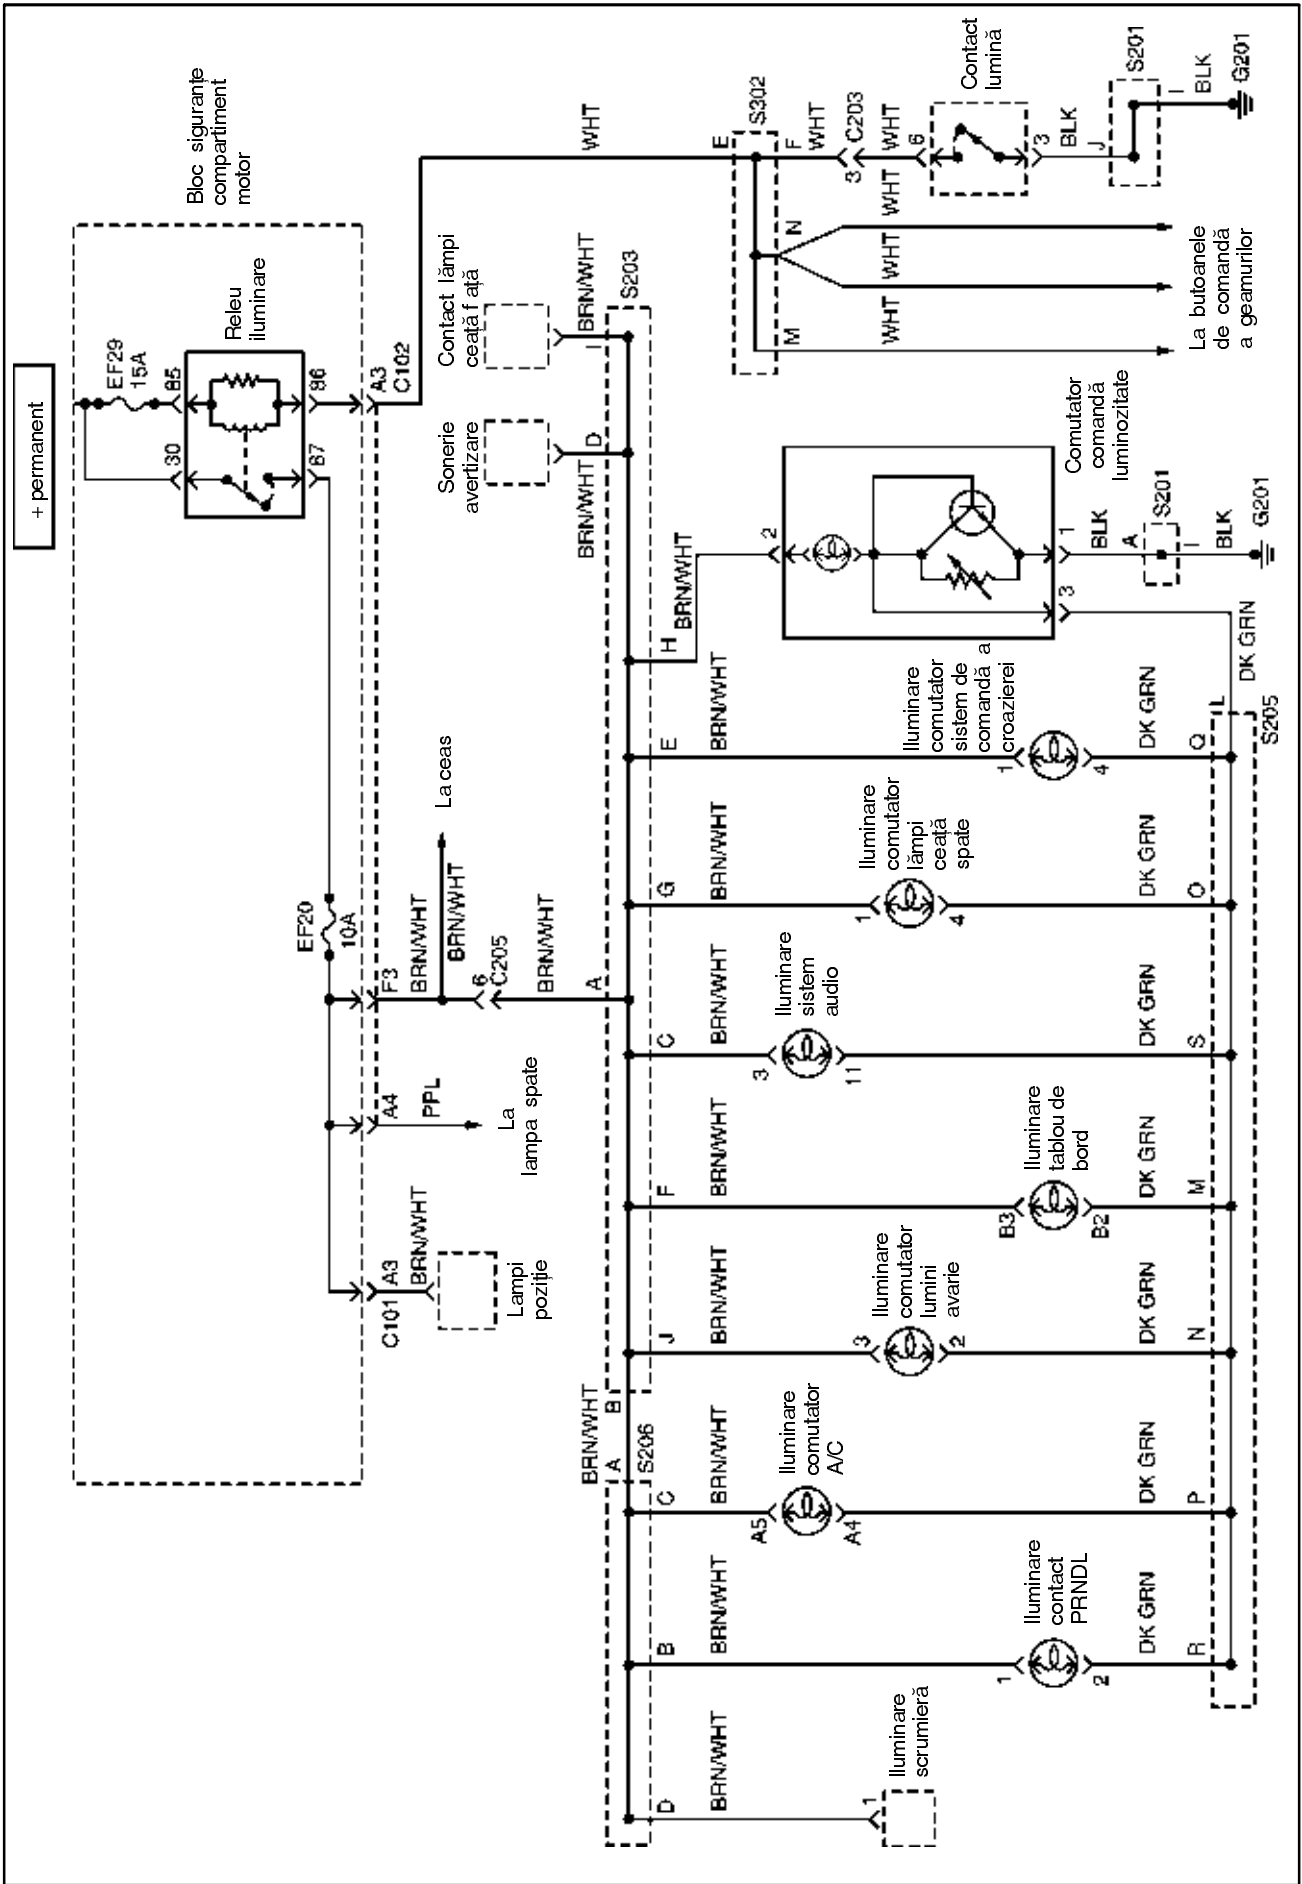 + permanent
Bloc siguranțe
compartiment
motor
EF29
15A
Releu
iluminare
85
30
86
87
A3
C102
WHT
EF20
10A
F3
BRN/WHT
La ceas
BRN/WHT
6
C205
BRN/WHT
A
A4
PPL
La
lampa spate
C101
A3
BRN/WHT
Lampi
poziție
Contact lămpi
ceață față
BRN/WHT
I
Sonerie
avertizare
BRN/WHT
D
S203
E
S302
F
WHT
3
C203
WHT
6
Contact
lumină
3
BLK
J
S201
I
BLK
G201
N
WHT
WHT
M
WHT
La butoanele
de comandă
a geamurilor
H
BRN/WHT
2
Comutator
comandă
luminozitate
1
BLK
A
S201
I
BLK
G201
3
DK GRN
L
S205
E
BRN/WHT
Iluminare
comutator
sistem de
comandă a
croazierei
1
4
DK GRN
Q
G
BRN/WHT
Iluminare
comutator
lămpi
ceață
spate
1
4
DK GRN
O
C
BRN/WHT
Iluminare
sistem
audio
3
11
DK GRN
S
F
BRN/WHT
Iluminare
tablou de
bord
B3
B2
DK GRN
M
J
BRN/WHT
Iluminare
comutator
lumini
avarie
3
2
DK GRN
N
BRN/WHT
B
A
S206
C
BRN/WHT
Iluminare
comutator
A/C
A5
A4
DK GRN
P
B
BRN/WHT
Iluminare
contact
PRNDL
1
2
DK GRN
R
D
BRN/WHT
1
Iluminare
scrumieră